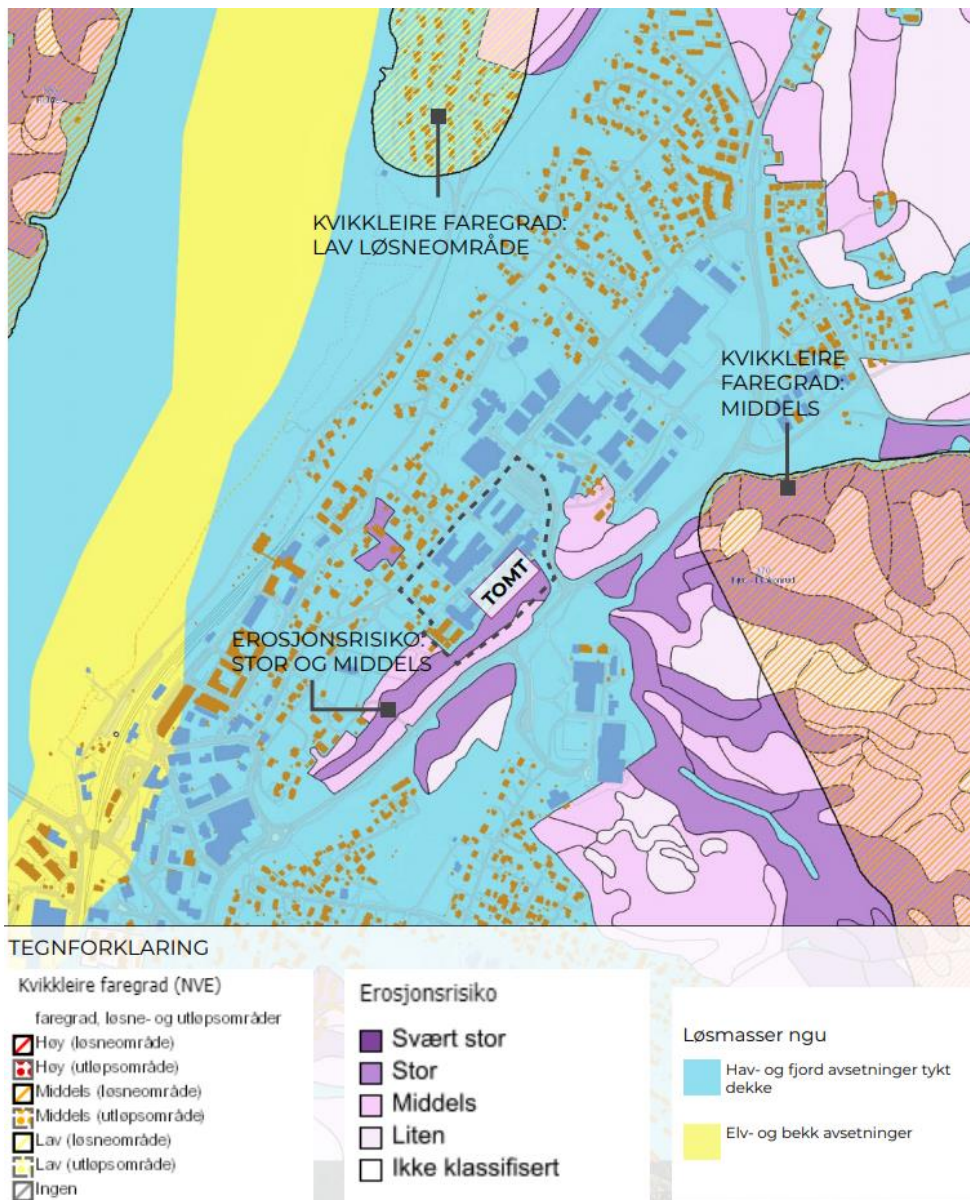 KVIKKLEIRE FAREGRAD:
LAV LØSNEOMRÅDE
KVIKKLEIRE
FAREGRAD:
MIDDELS
TOMT
EROSJONSRISIKO:
STOR OG MIDDELS
TEGNFORKLARING
Kvikkleire faregrad (NVE)
faregrad, løsne- og utløpsområder
Høy (løsneområde)
Høy (utløpsområde)
Middels (løsneområde)
Middels (utløpsområde)
Lav (løsneområde)
Lav (utløpsområde)
Ingen
Erosjonsrisiko
Svært stor
Stor
Middels
Liten
Ikke klassifisert
Løsmasser ngu
Hav- og fjord avsetninger tykt
dekke
Elv- og bekk avsetninger